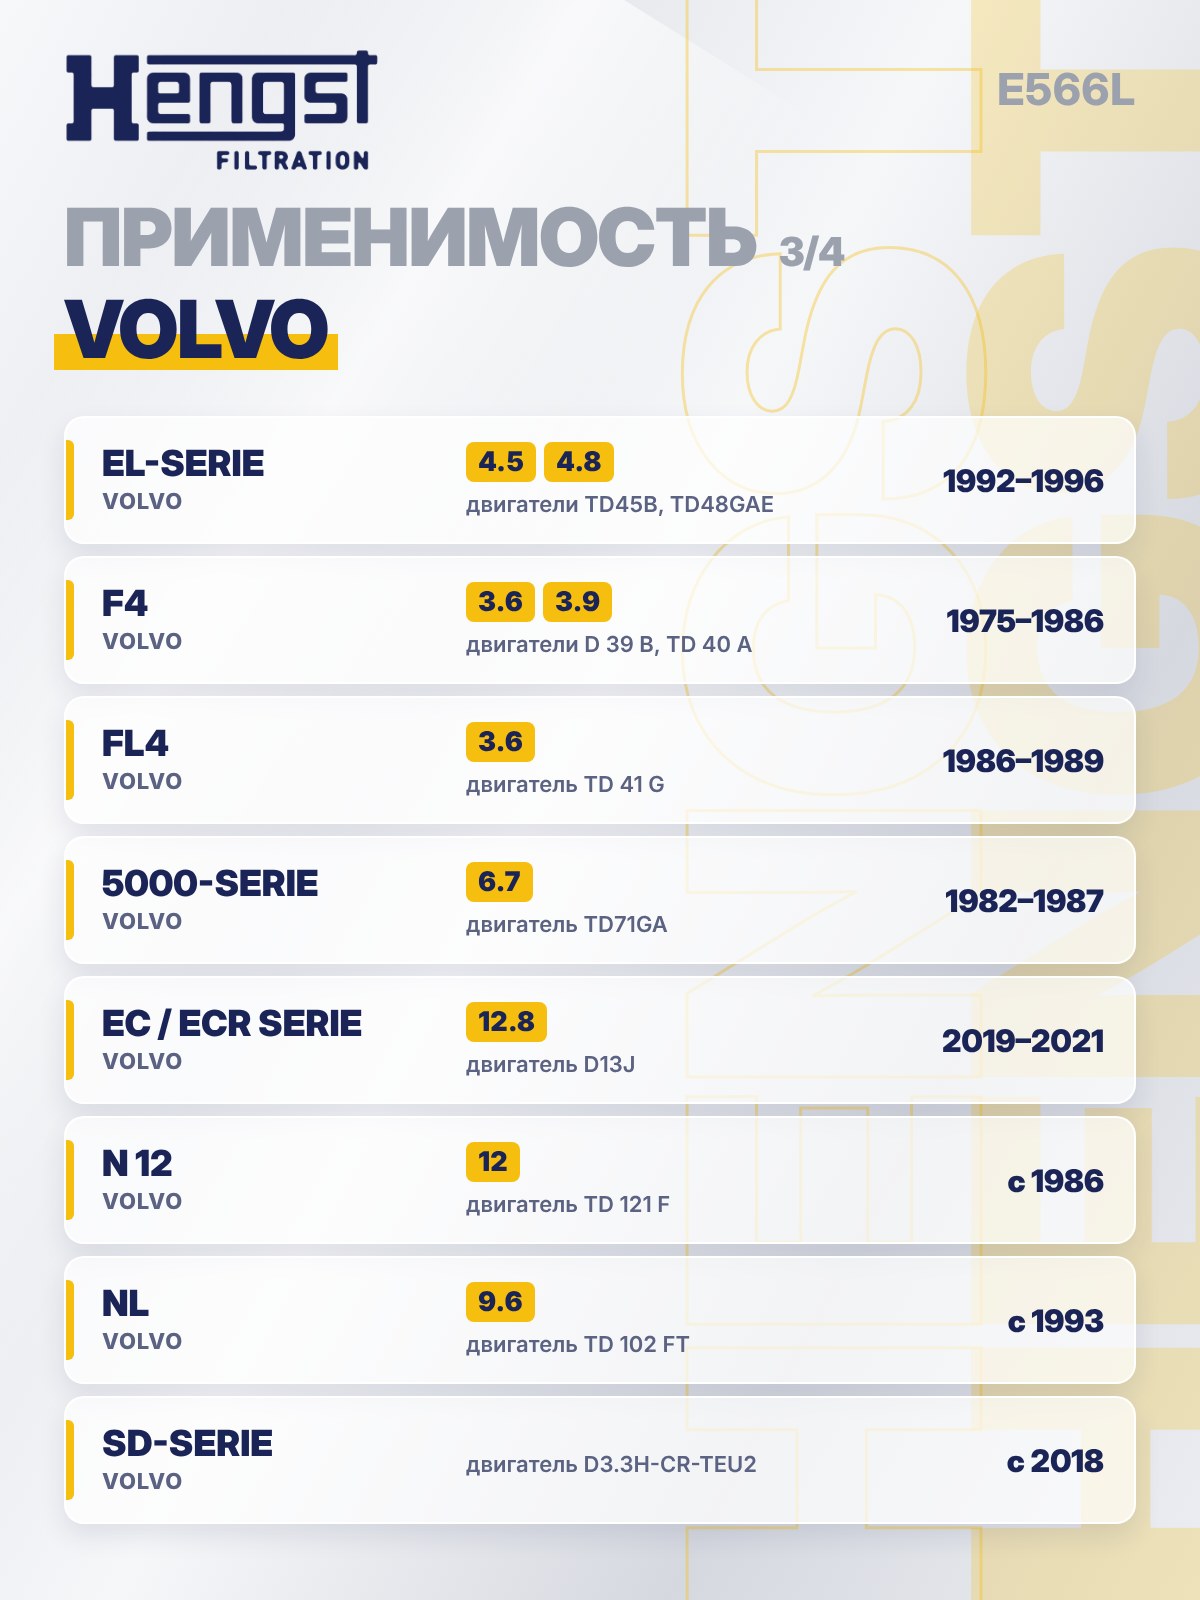 Hengst
FILTRATION
E566L
ПРИМЕНИМОСТЬ 3/4
VOLVO
EL-SERIE
VOLVO
4.5 4.8
двигатели TD45B, TD48GAE
1992–1996
F4
VOLVO
3.6 3.9
двигатели D 39 B, TD 40 A
1975–1986
FL4
VOLVO
3.6
двигатель TD 41 G
1986–1989
5000-SERIE
VOLVO
6.7
двигатель TD71GA
1982–1987
EC / ECR SERIE
VOLVO
12.8
двигатель D13J
2019–2021
N 12
VOLVO
12
двигатель TD 121 F
с 1986
NL
VOLVO
9.6
двигатель TD 102 FT
с 1993
SD-SERIE
VOLVO
двигатель D3.3H-CR-TEU2
с 2018
HENGST
HENGST